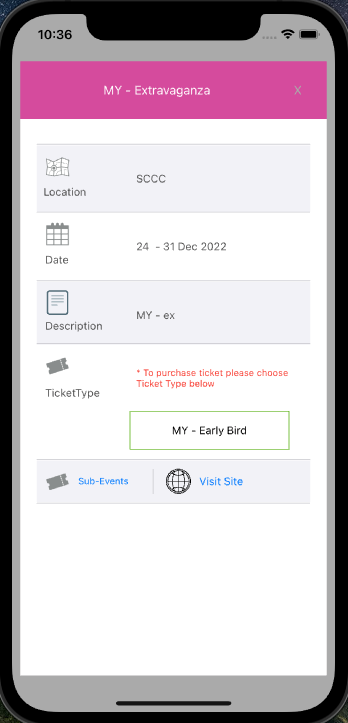 10:36
MY - Extravaganza
X
Location
SCCC
Date
24 - 31 Dec 2022
Description
MY - ex
TicketType
* To purchase ticket please choose
Ticket Type below
MY - Early Bird
Sub-Events
Visit Site